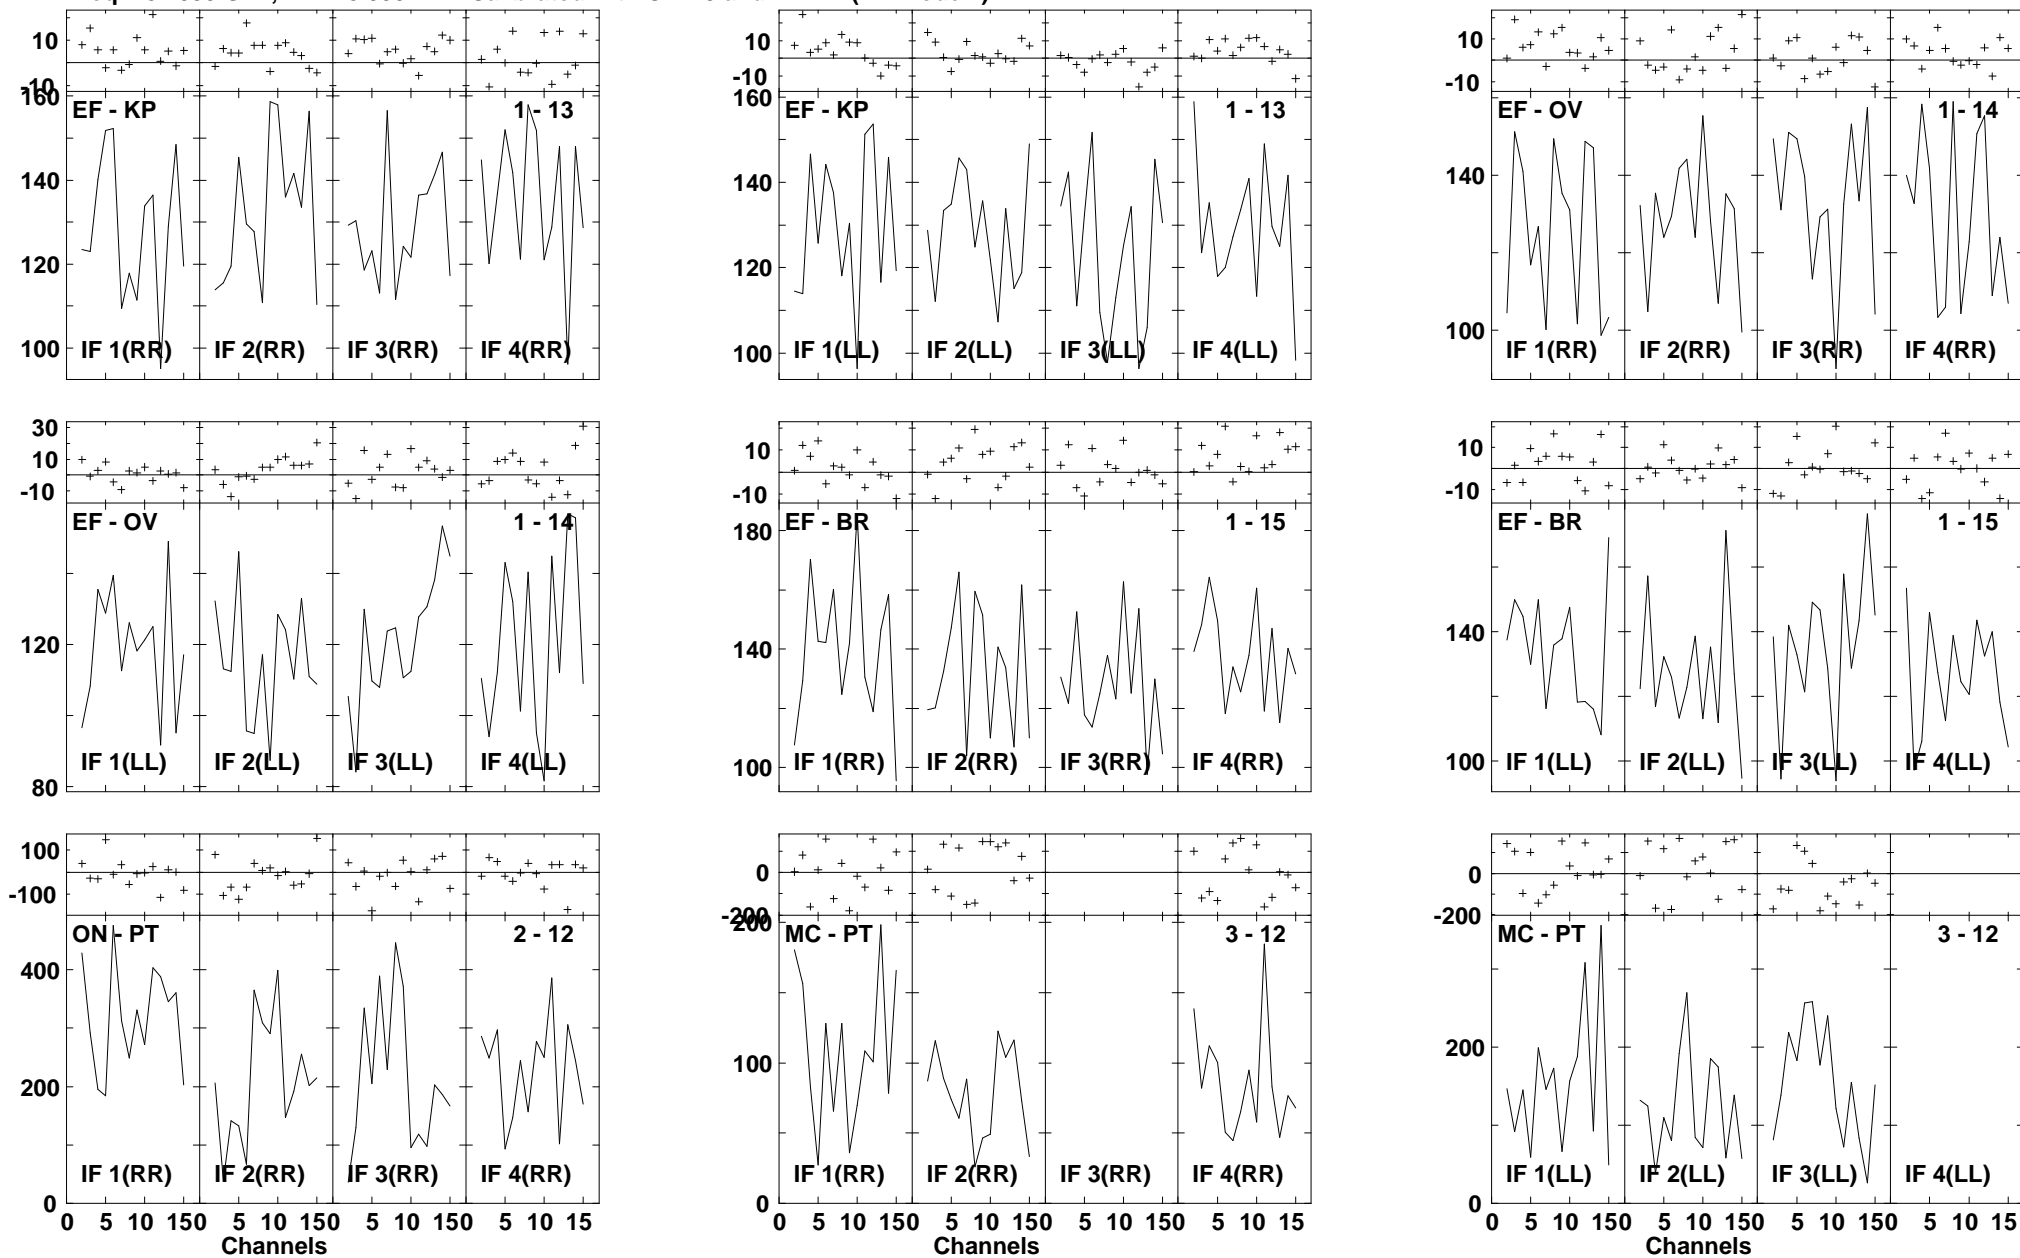 10
-10
160
EF - KP
1 - 13
140
120
100
IF 1(RR)
IF 2(RR)
IF 3(RR)
IF 4(RR)
10
-10
160
EF - KP
1 - 13
140
120
100
IF 1(LL)
IF 2(LL)
IF 3(LL)
IF 4(LL)
10
-10
EF - OV
1 - 14
140
100
IF 1(RR)
IF 2(RR)
IF 3(RR)
IF 4(RR)
30
10
-10
EF - OV
1 - 14
120
80
IF 1(LL)
IF 2(LL)
IF 3(LL)
IF 4(LL)
10
-10
EF - BR
1 - 15
180
140
100
IF 1(RR)
IF 2(RR)
IF 3(RR)
IF 4(RR)
10
-10
EF - BR
1 - 15
140
100
IF 1(LL)
IF 2(LL)
IF 3(LL)
IF 4(LL)
100
-100
ON - PT
2 - 12
400
200
0
IF 1(RR)
IF 2(RR)
IF 3(RR)
IF 4(RR)
0 5 10 150 5 10 150 5 10 150 5 10 15
Channels
0
-200
200
MC - PT
3 - 12
100
0
IF 1(RR)
IF 2(RR)
IF 3(RR)
IF 4(RR)
0 5 10 150 5 10 150 5 10 150 5 10 15
Channels
0
-200
MC - PT
3 - 12
200
0
IF 1(LL)
IF 2(LL)
IF 3(LL)
IF 4(LL)
0 5 10 150 5 10 150 5 10 150 5 10 15
Channels